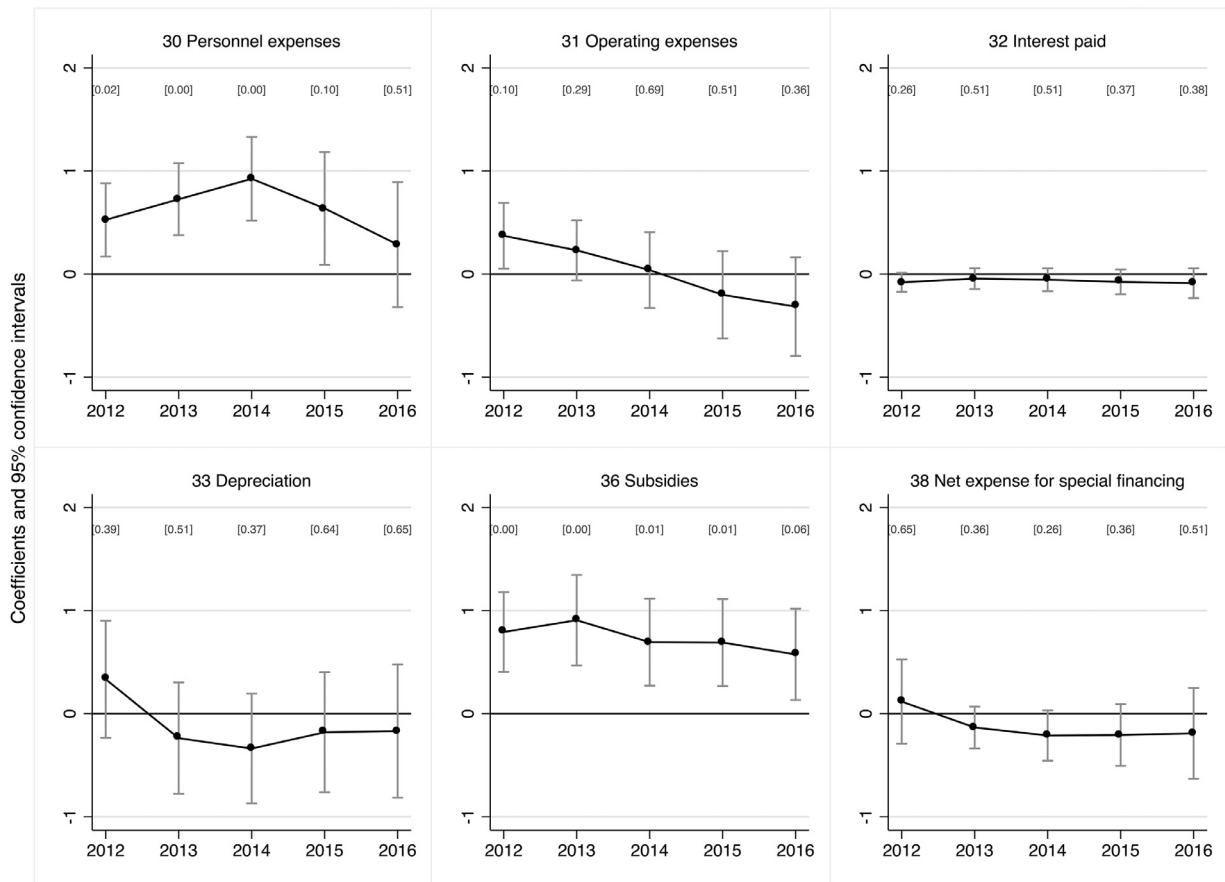 Coefficients and 95% confidence intervals
30 Personnel expenses
2
[0.02] [0.00] [0.00] [0.10] [0.51]
1
0
-1
2012 2013 2014 2015 2016
31 Operating expenses
2
[0.10] [0.29] [0.69] [0.51] [0.36]
1
0
-1
2012 2013 2014 2015 2016
32 Interest paid
2
[0.26] [0.51] [0.51] [0.37] [0.38]
1
0
-1
2012 2013 2014 2015 2016
33 Depreciation
2
[0.39] [0.51] [0.37] [0.64] [0.65]
1
0
-1
2012 2013 2014 2015 2016
36 Subsidies
2
[0.00] [0.00] [0.01] [0.01] [0.06]
1
0
-1
2012 2013 2014 2015 2016
38 Net expense for special financing
2
[0.65] [0.36] [0.26] [0.36] [0.51]
1
0
-1
2012 2013 2014 2015 2016